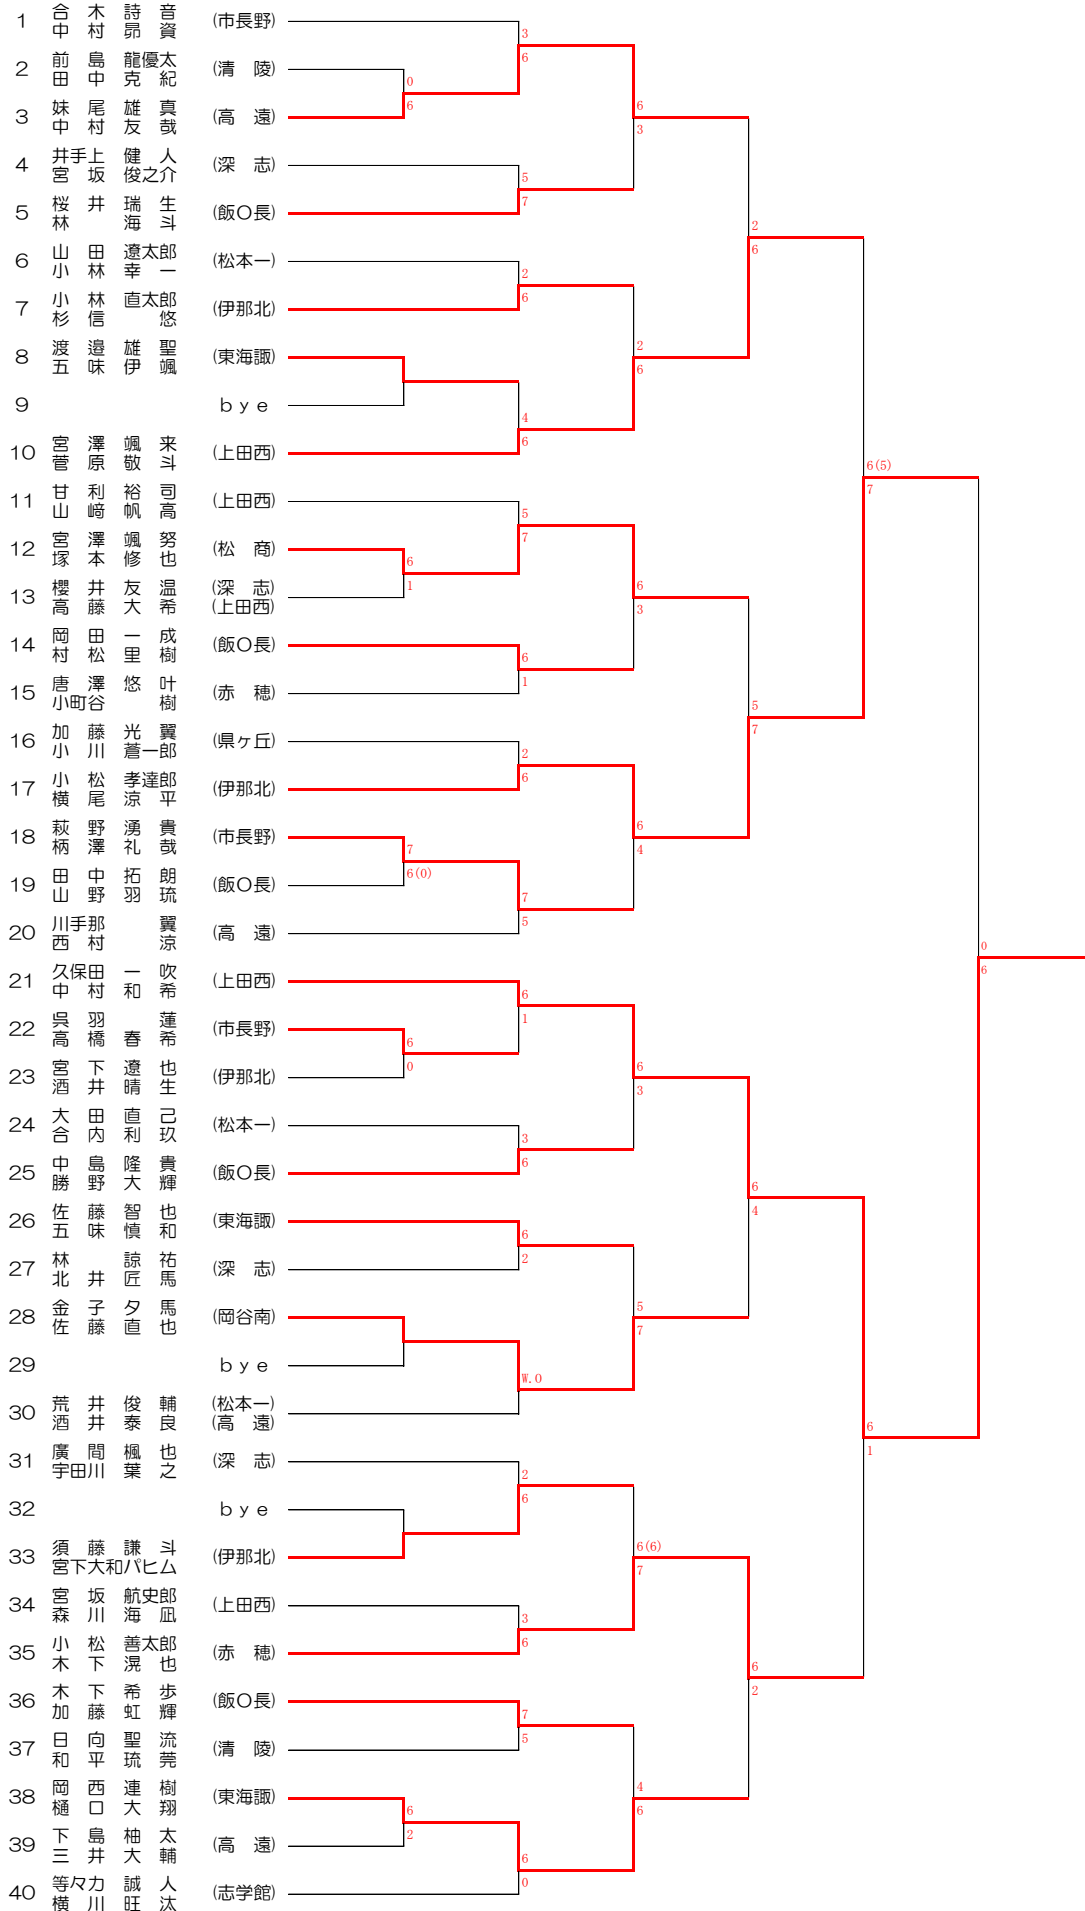 1 合木詩音 (市長野)
中村昴資
3
6
2 前島龍優太 (清陵)
田中克紀
0
6
3 妹尾雄真 (高遠)
中村友哉
6
3
4 井手上健人 (深志)
宮坂俊之介
5
7
5 桜井瑞生 (飯O長)
林海斗
2
6
6 山田遼太郎 (松本一)
小林幸一
2
6
7 小林直太郎 (伊那北)
杉信悠
2
6
8 渡邉雄聖 (東海諏)
五味伊颯
9 bye
4
6
10 宮澤颯来 (上田西)
菅原敬斗
6(5)
7
11 甘利裕司 (上田西)
山﨑帆高
5
7
12 宮澤颯努 (松商)
塚本修也
6
1
13 櫻井友温 (深志)
高藤大希 (上田西)
6
3
14 岡田一成 (飯O長)
村松里樹
6
1
15 唐澤悠叶 (赤穂)
小町谷樹
5
7
16 加藤光翼 (県ヶ丘)
小川蒼一郎
2
6
17 小松孝達郎 (伊那北)
横尾涼平
6
4
18 萩野湧貴 (市長野)
柄澤礼哉
7
6(0)
19 田中拓朗 (飯O長)
山野羽琉
7
5
20 川手那翼 (高遠)
西村涼
0
6
21 久保田一吹 (上田西)
中村和希
6
1
22 呉羽蓮 (市長野)
高橋春希
6
0
23 宮下遼也 (伊那北)
酒井晴生
6
3
24 大田直己 (松本一)
合内利玖
3
6
25 中島隆貴 (飯O長)
勝野大輝
6
4
26 佐藤智也 (東海諏)
五味慎和
6
2
27 林諒祐 (深志)
北井匠馬
5
7
28 金子夕馬 (岡谷南)
佐藤直也
29 bye
W.O
30 荒井俊輔 (松本一)
酒井泰良 (高遠)
6
1
31 廣間楓也 (深志)
宇田川葉之
2
6
32 bye
6(6)
7
33 須藤謙斗 (伊那北)
宮下大和パヒム
34 宮坂航史郎 (上田西)
森川海凪
3
6
35 小松善太郎 (赤穂)
木下滉也
6
2
36 木下希歩 (飯O長)
加藤虹輝
7
5
37 日向聖流 (清陵)
和平琉莞
4
6
38 岡西連樹 (東海諏)
樋口大翔
6
2
39 下島柚太 (高遠)
三井大輔
6
0
40 等々力誠人 (志学館)
横川旺汰